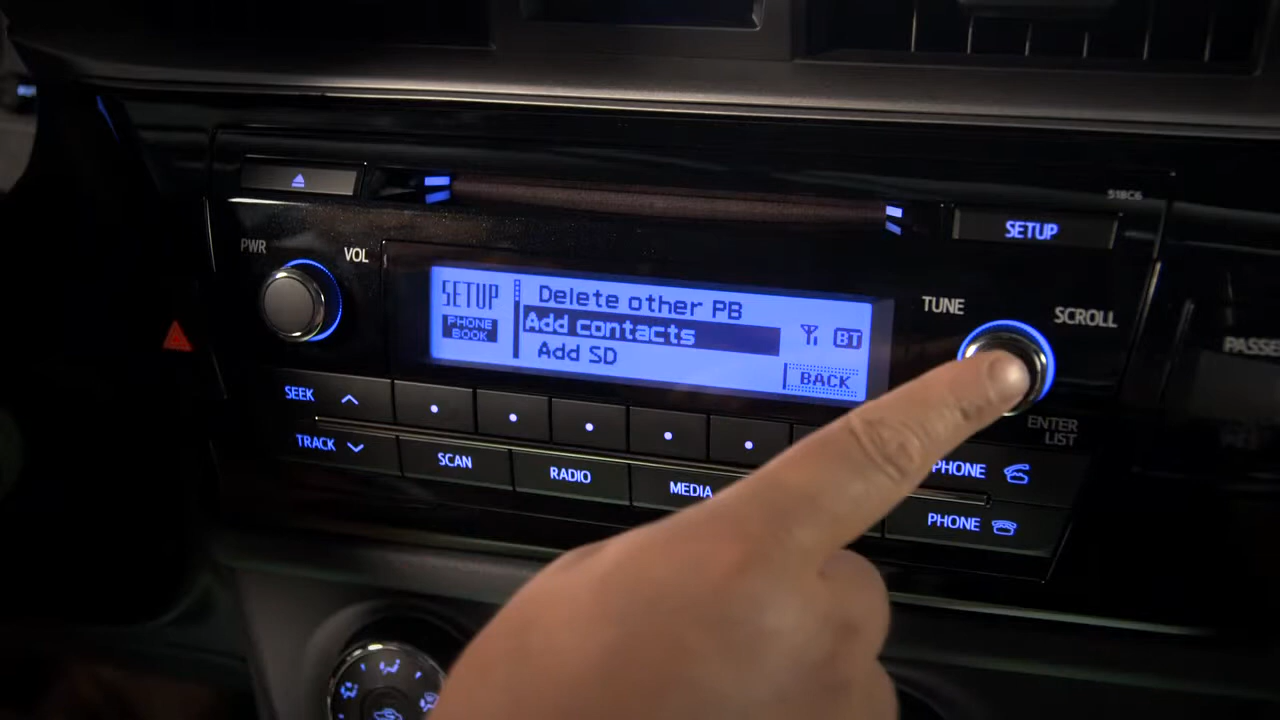 518C6
SETUP
PWR
VOL
TUNE
SCROLL
SETUP
PHONE
BOOK
Delete other PB
Add contacts
Add SD
BT
BACK
SEEK
TRACK
SCAN
RADIO
MEDIA
ENTER
LIST
PHONE
PHONE